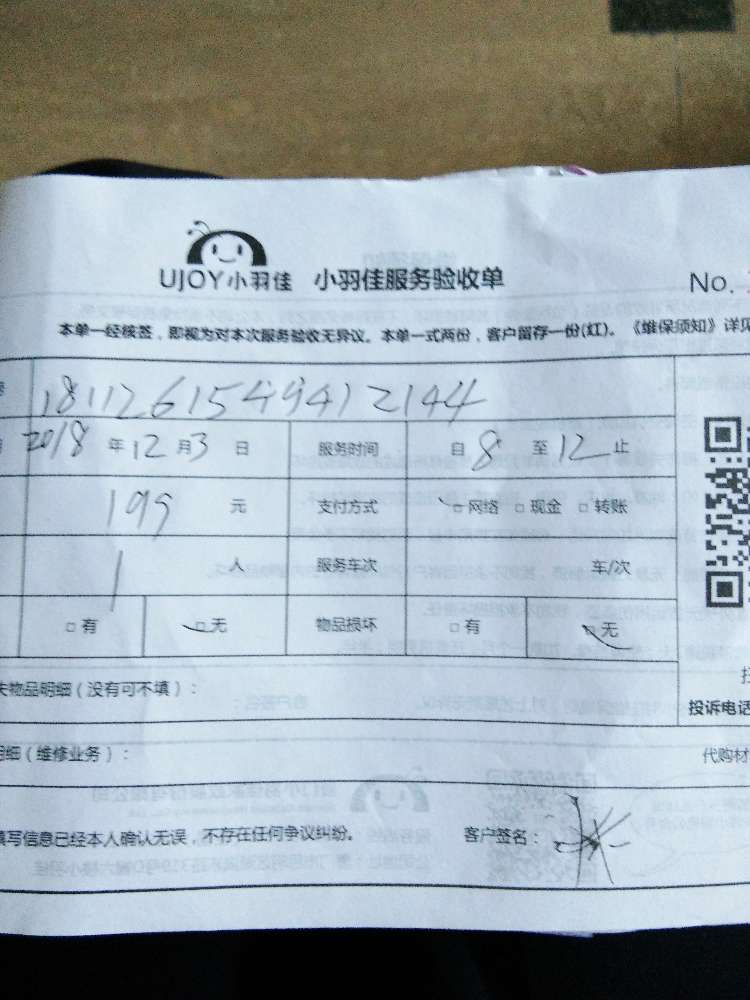 UJOY小羽佳 小羽佳服务验收单
No.
本单一经核签，即视为对本次服务验收无异议。本单一式两份，客户留存一份(红)。《维保须知》详见
号 1811261549412144
期 2018 年 12 月 3 日 服务时间 自 8 至 12 止
199 元 支付方式 □ 网络 □ 现金 □ 转账
1 人 服务车次 车/次
□ 有 □ 无 物品损坏 □ 有 □ 无
失物品明细（没有可不填）：
投诉电话
明细（维修业务）： 代购材
填写信息已经本人确认无误，不存在任何争议纠纷。 客户签名：